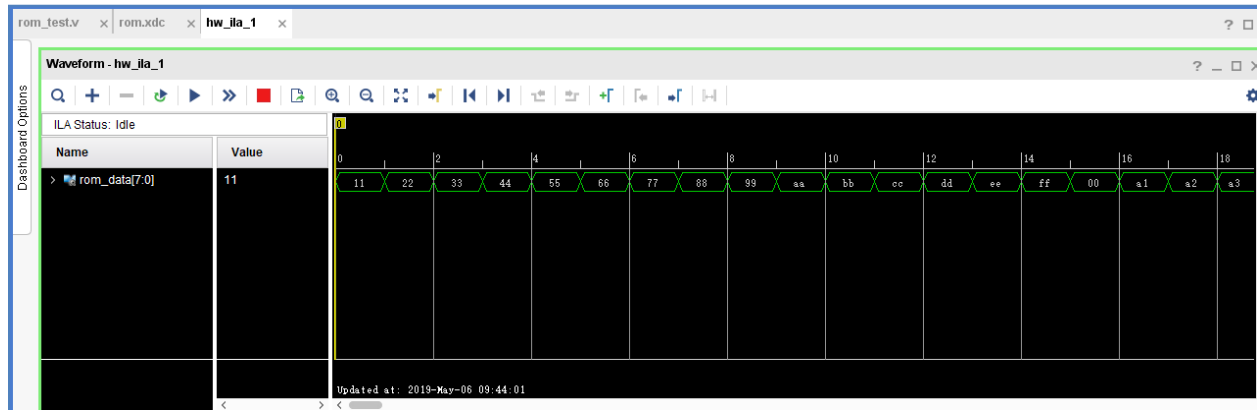 rom_test.v × rom.xdc × hw_ila_1 × ?
Dashboard Options
Waveform - hw_ila_1 ?
ILA Status: Idle
Name Value
0
0 2 4 6 8 10 12 14 16 18
rom_data[7:0] 11 11 22 33 44 55 66 77 88 99 aa bb cc dd ee ff 00 a1 a2 a3
Updated at: 2019-May-06 09:44:01